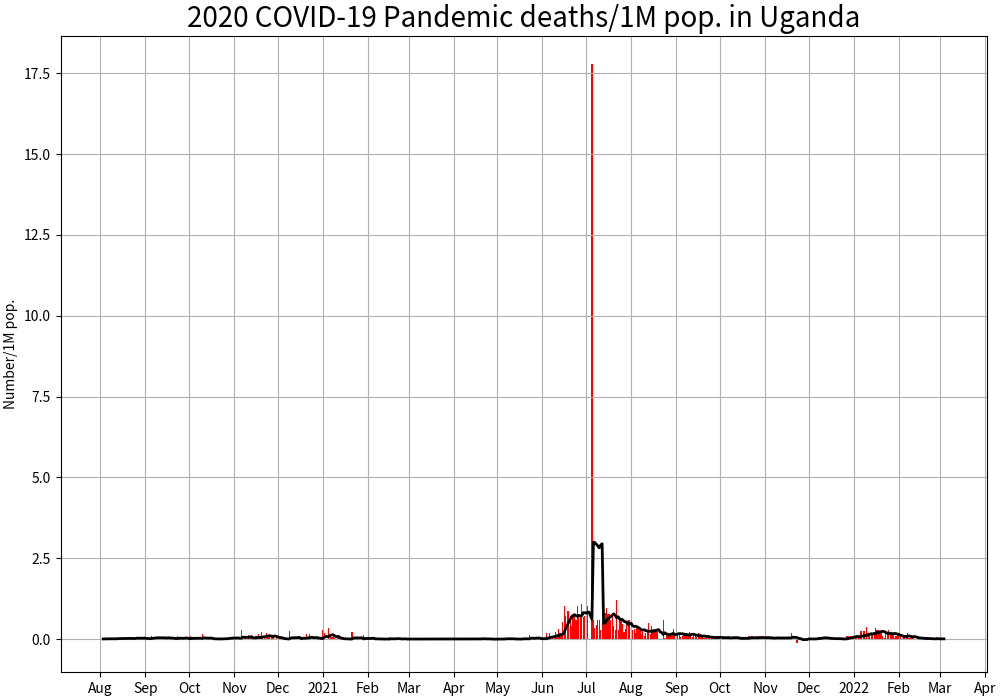 2020 COVID-19 Pandemic deaths/1M pop. in Uganda
Number/1M pop.
17.5
15.0
12.5
10.0
7.5
5.0
2.5
0.0
Aug Sep Oct Nov Dec 2021 Feb Mar Apr May Jun Jul Aug Sep Oct Nov Dec 2022 Feb Mar Ap